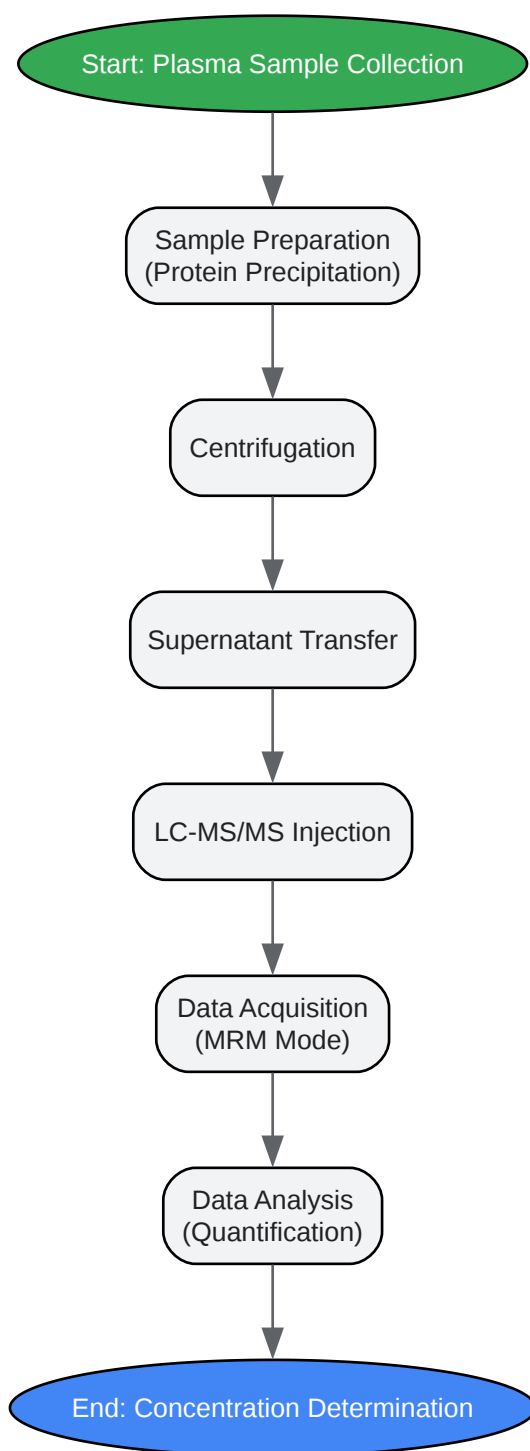 Start: Plasma Sample Collection
Sample Preparation
(Protein Precipitation)
Centrifugation
Supernatant Transfer
LC-MS/MS Injection
Data Acquisition
(MRM Mode)
Data Analysis
(Quantification)
End: Concentration Determination